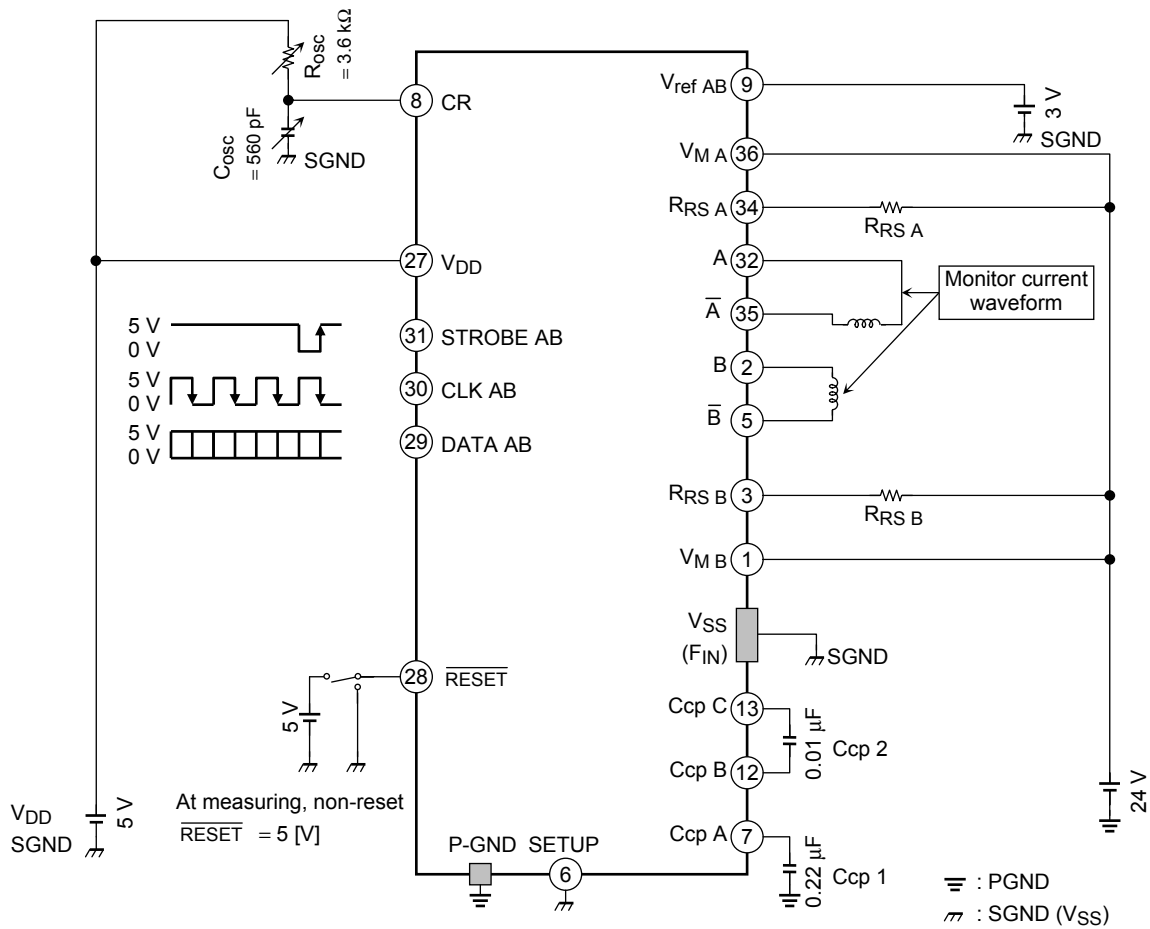 Rosc
= 3.6 kΩ
Cosc
= 560 pF
SGND
8 CR
27 VDD
5 V
0 V
31 STROBE AB
5 V
0 V
30 CLK AB
5 V
0 V
29 DATA AB
28 RESET
5 V
At measuring, non-reset
RESET = 5 [V]
VDD
SGND
5 V
P-GND
SETUP
6
Vref AB 9
3 V
SGND
VM A 36
RRS A 34
RRS A
A 32
A 35
Monitor current
waveform
B 2
B 5
RRS B 3
RRS B
VM B 1
VSS
(FIN)
SGND
Ccp C 13
0.01 μF
Ccp 2
Ccp B 12
Ccp A 7
0.22 μF
Ccp 1
24 V
: PGND
: SGND (VSS)